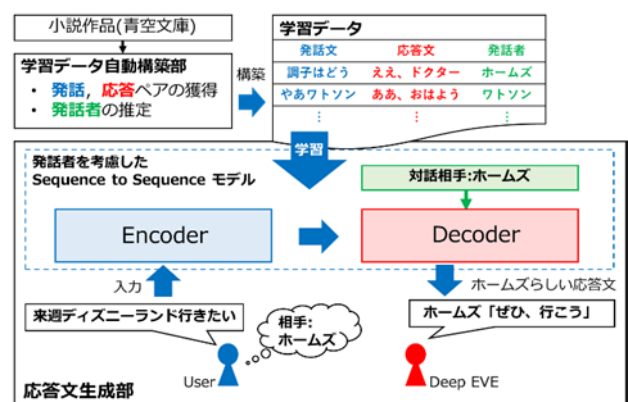 小説作品(青空文庫)
学習データ自動構築部
• 発話，応答ペアの獲得
• 発話者の推定
構築
学習データ
発話文 応答文 発話者
調子はどう ええ、ドクター ホームズ
やあワトソン ああ、おはよう ワトソン
⋮ ⋮ ⋮
学習
発話者を考慮した
Sequence to Sequence モデル
対話相手:ホームズ
Encoder
Decoder
入力
ホームズらしい応答文
来週ディズニーランド行きたい
相手:
ホームズ
ホームズ「ぜひ、行こう」
User
Deep EVE
応答文生成部